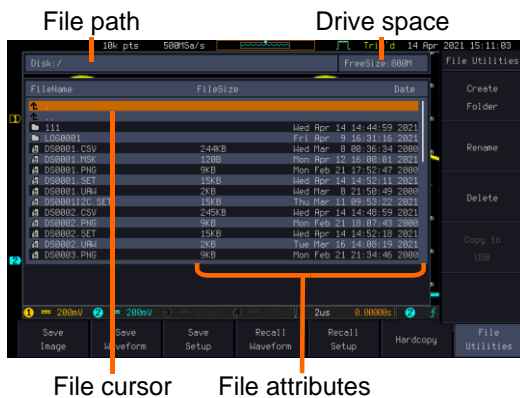 File path
Drive space
10k pts 500MSa/s Trig'd 14 Apr 2021 15:11:03
Disk:/ FreeSize:800M File Utilities
FileName FileSize Date
Create Folder
.
..
111 Wed Apr 14 14:44:59 2021
LOG0001 Fri Apr 9 16:31:16 2021
DS0001.CSV 244KB Wed Mar 8 00:36:34 2000
DS0001.MSK 120B Mon Apr 12 16:00:01 2021
Rename
DS0001.PNG 9KB Mon Feb 21 17:52:47 2000
DS0001.SET 15KB Wed Apr 14 14:52:11 2021
DS0001.UAW 2KB Wed Mar 8 21:50:49 2000
DS0001I2C.SET 15KB Thu Mar 11 09:53:22 2021
Delete
DS0002.CSV 245KB Wed Apr 14 14:48:59 2021
DS0002.PNG 9KB Mon Feb 21 18:07:43 2000
DS0002.SET 15KB Wed Apr 14 14:52:18 2021
DS0002.UAW 2KB Tue Mar 16 14:08:19 2021
DS0003.PNG 9KB Mon Feb 21 21:34:46 2000
Copy to USB
1 200mV 2 200mV 2us 0.00000s 2
Save Image
Save Waveform
Save Setup
Recall Waveform
Recall Setup
Hardcopy
File Utilities
File cursor
File attributes